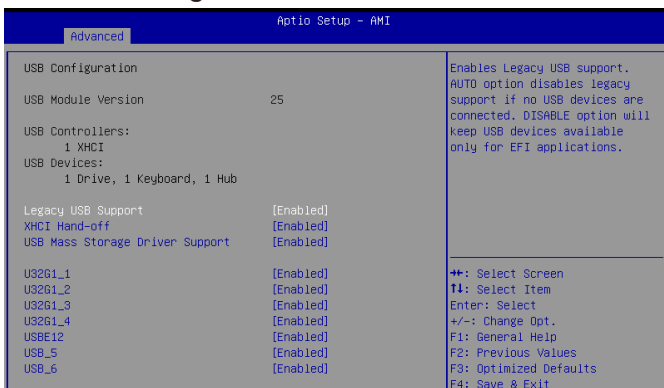 Aptio Setup – AMI
Advanced
USB Configuration
USB Module Version 25
USB Controllers:
1 XHCI
USB Devices:
1 Drive, 1 Keyboard, 1 Hub
Legacy USB Support [Enabled]
XHCI Hand-off [Enabled]
USB Mass Storage Driver Support [Enabled]
U32G1_1 [Enabled]
U32G1_2 [Enabled]
U32G1_3 [Enabled]
U32G1_4 [Enabled]
USBE12 [Enabled]
USB_5 [Enabled]
USB_6 [Enabled]
Enables Legacy USB support.
AUTO option disables legacy
support if no USB devices are
connected. DISABLE option will
keep USB devices available
only for EFI applications.
→←: Select Screen
↑↓: Select Item
Enter: Select
+/-: Change Opt.
F1: General Help
F2: Previous Values
F3: Optimized Defaults
F4: Save & Exit